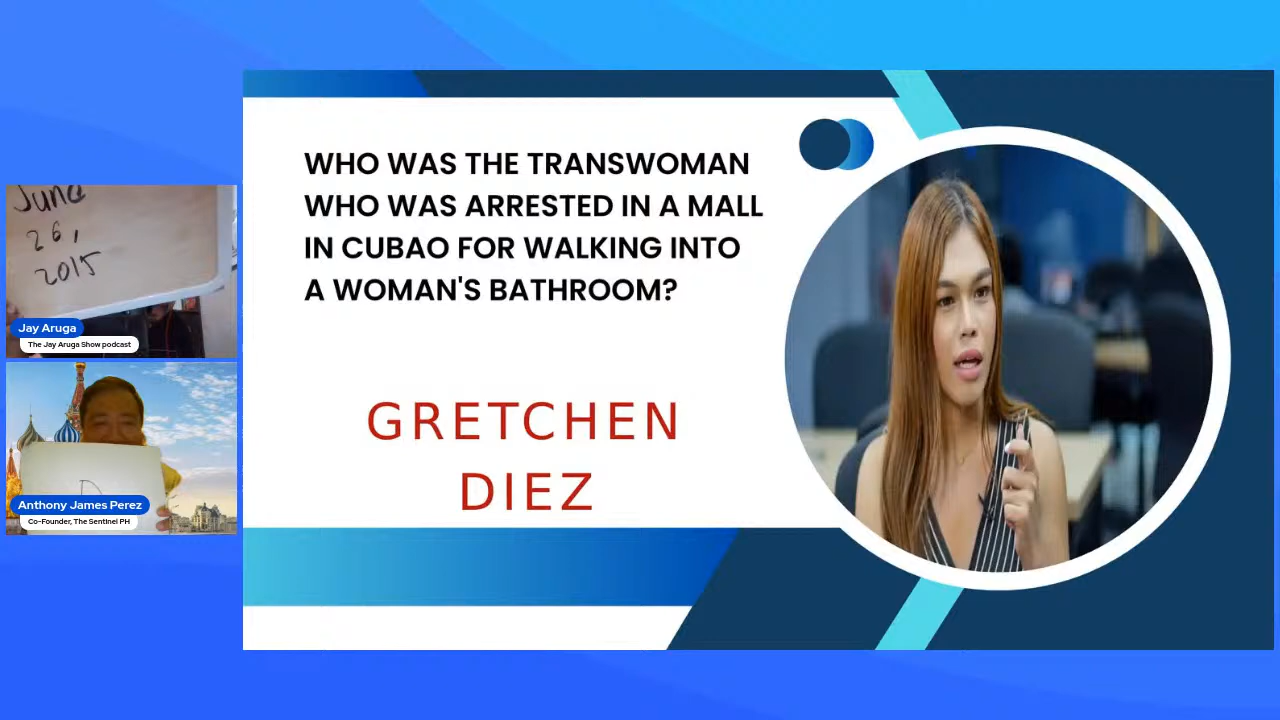 WHO WAS THE TRANSWOMAN
WHO WAS ARRESTED IN A MALL
IN CUBAO FOR WALKING INTO
A WOMAN'S BATHROOM?
GRETCHEN
DIEZ
June
26,
2015
Jay Aruga
The Jay Aruga Show podcast
Anthony James Perez
Co-Founder, The Sentinel PH